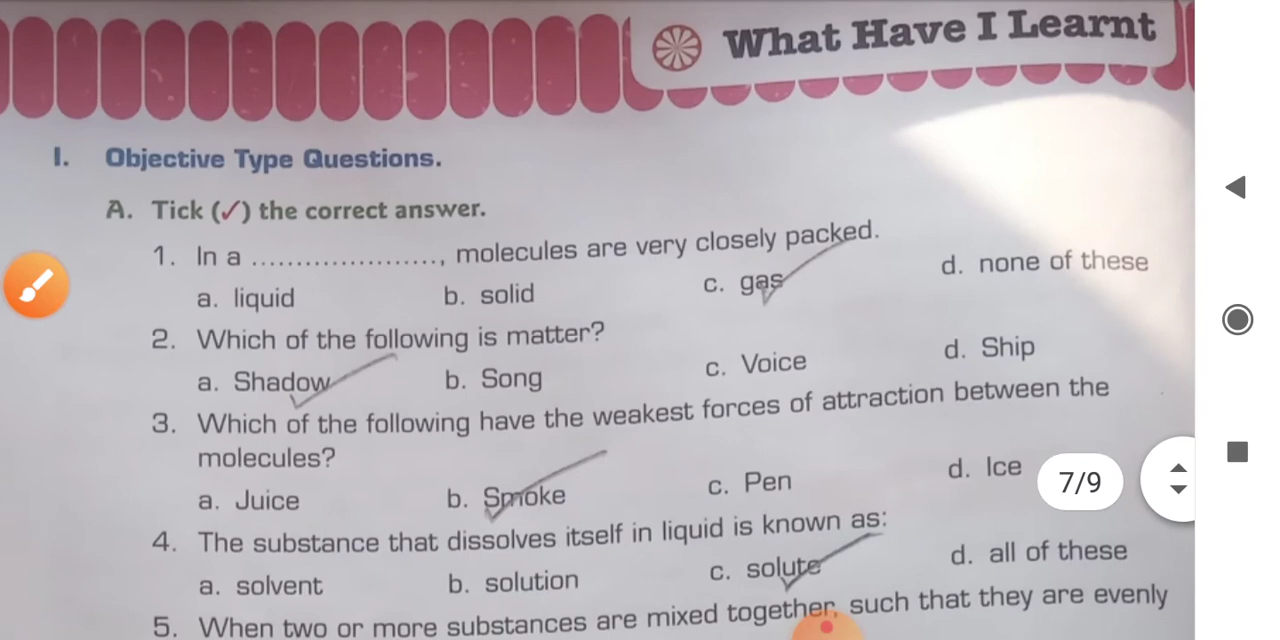 What Have I Learnt
I. Objective Type Questions.
A. Tick (✓) the correct answer.
1. In a ....................., molecules are very closely packed.
a. liquid b. solid c. gas d. none of these
2. Which of the following is matter?
a. Shadow b. Song c. Voice d. Ship
3. Which of the following have the weakest forces of attraction between the
molecules?
a. Juice b. Smoke c. Pen d. Ice
7/9
4. The substance that dissolves itself in liquid is known as:
a. solvent b. solution c. solute d. all of these
5. When two or more substances are mixed together, such that they are evenly